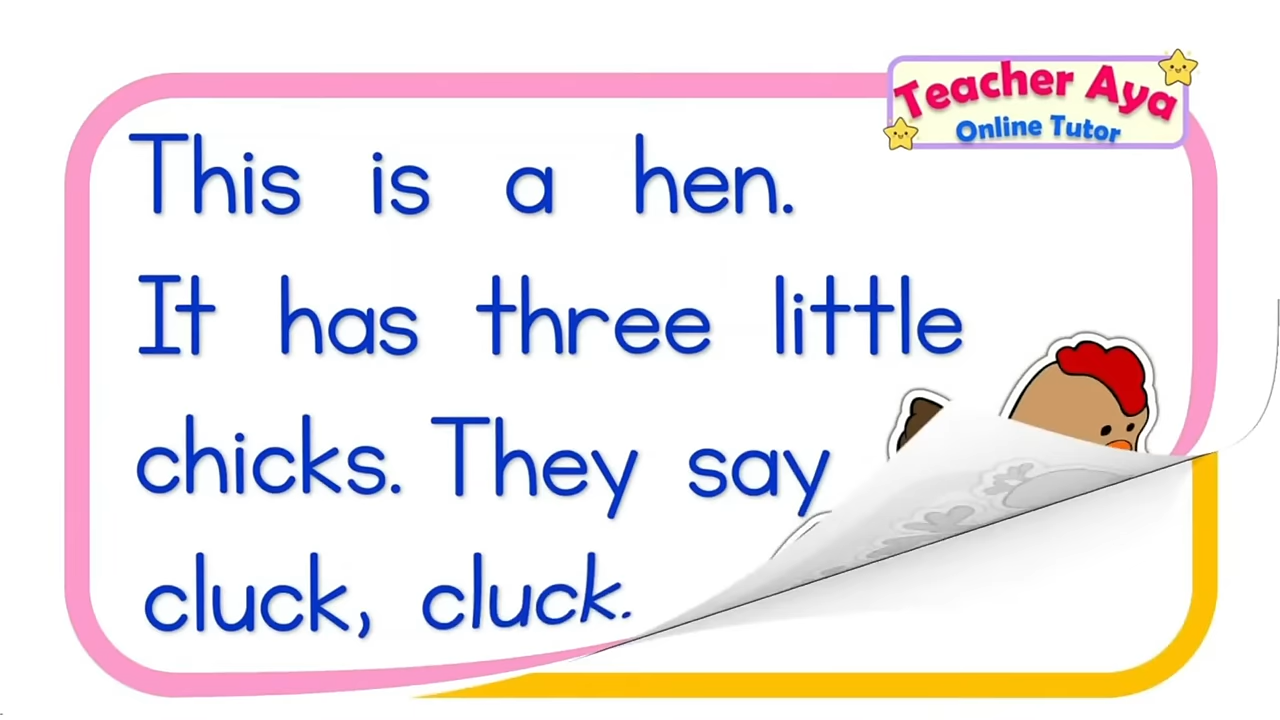 Teacher Aya
Online Tutor
This is a hen.
It has three little
chicks. They say
cluck, cluck.